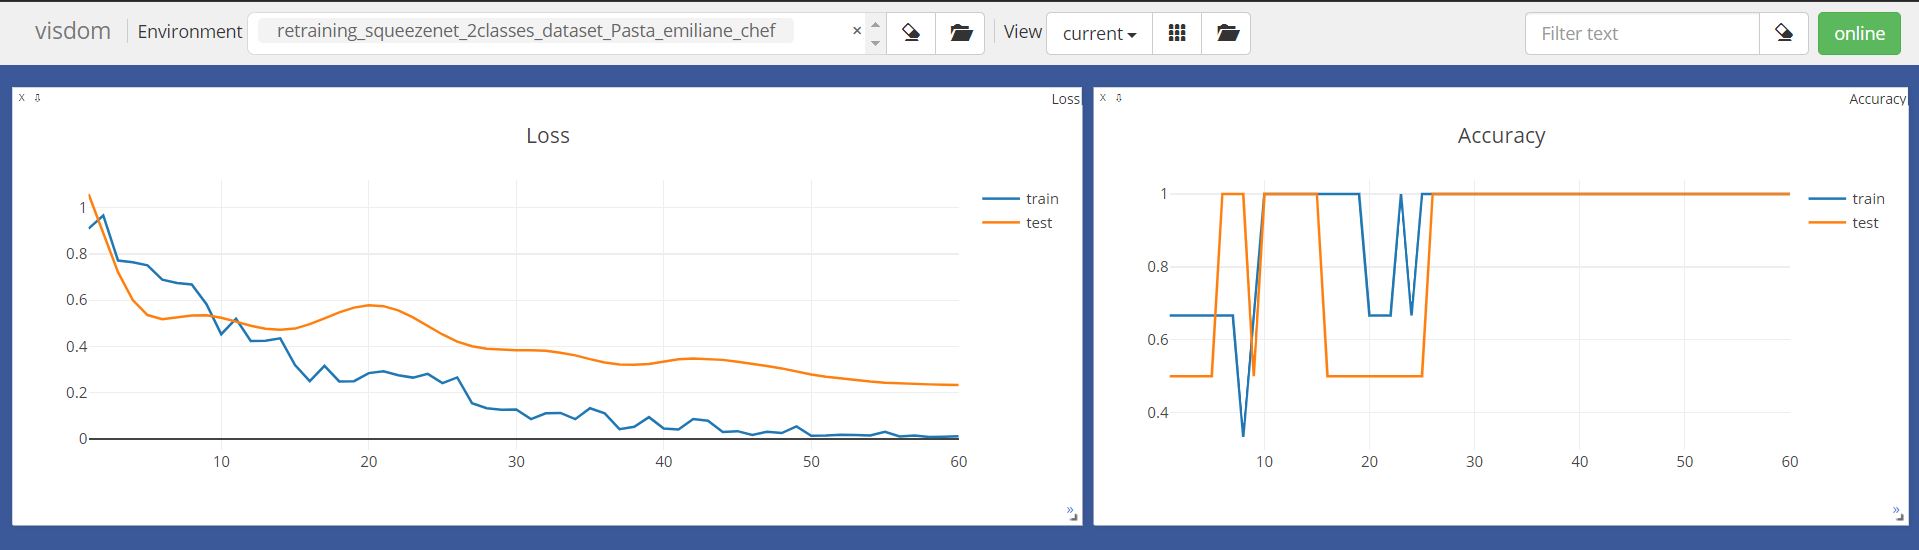 visdom Environment retraining_squeezenet_2classes_dataset_Pasta_emiliane_chef × View current Filter text online
x Loss
Loss
1
0.8
0.6
0.4
0.2
0
10 20 30 40 50 60
train
test
»
x Accuracy
Accuracy
1
0.8
0.6
0.4
10 20 30 40 50 60
train
test
»